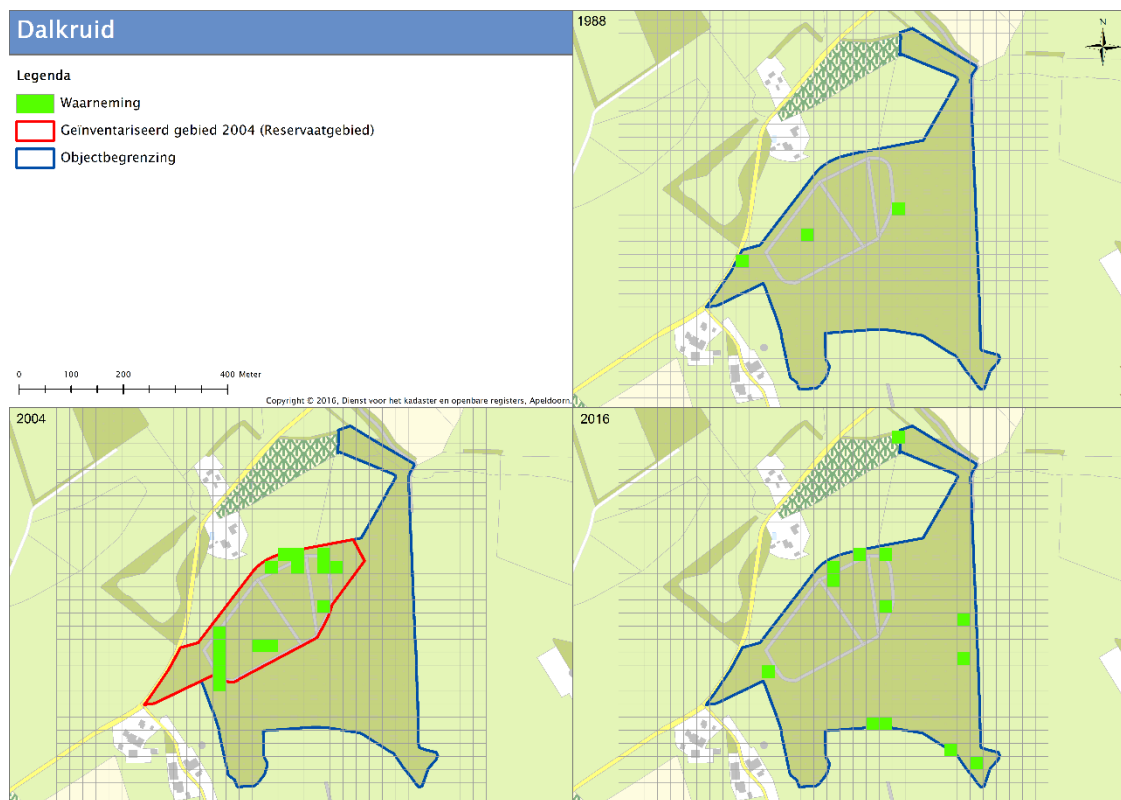 Dalkruid
Legenda
Waarneming
Geïnventariseerd gebied 2004 (Reservaatgebied)
Objectbegrenzing
0 100 200 400 Meter
Copyright © 2016, Dienst voor het kadaster en openbare registers, Apeldoorn.
1988
N
2004
2016